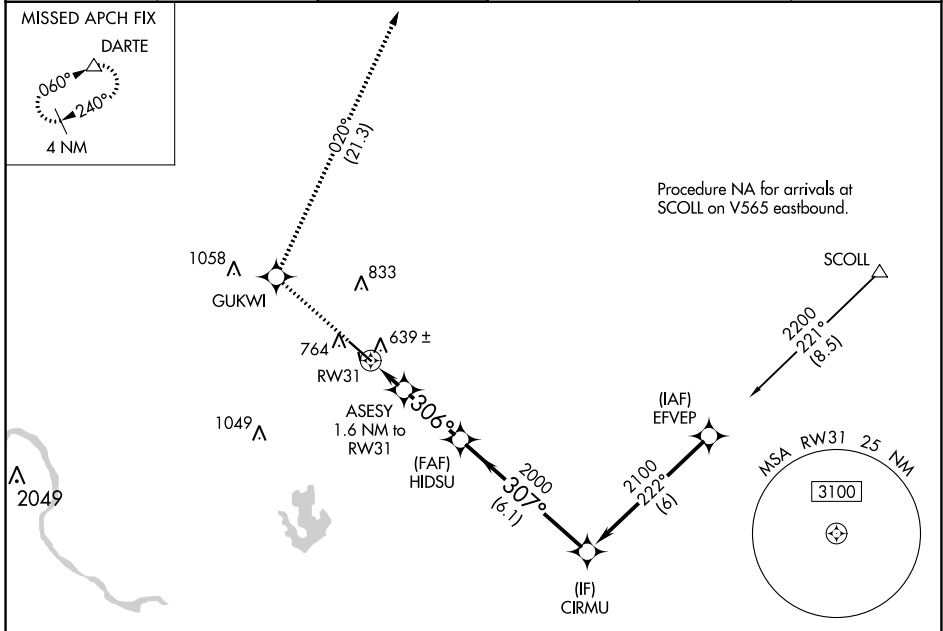 MISSED APCH FIX
DARTE
060°
240°
4 NM
020°
(21.3)
Procedure NA for arrivals at
SCOLL on V565 eastbound.
SCOLL
2200
221°
(8.5)
1058
GUKWI
833
764
639 ±
RW31
ASESY
1.6 NM to
RW31
306°
1049
(FAF)
HIDSU
2000
307°
(6.1)
(IAF)
EFVEP
2100
222°
(6)
(IF)
CIRMU
2049
MSA RW31 25 NM
3100